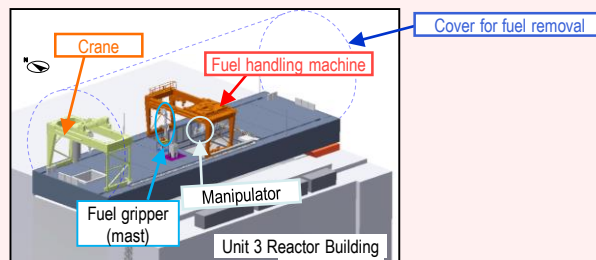 Cover for fuel removal
Crane
N
Fuel handling machine
Manipulator
Fuel gripper
(mast)
Unit 3 Reactor Building